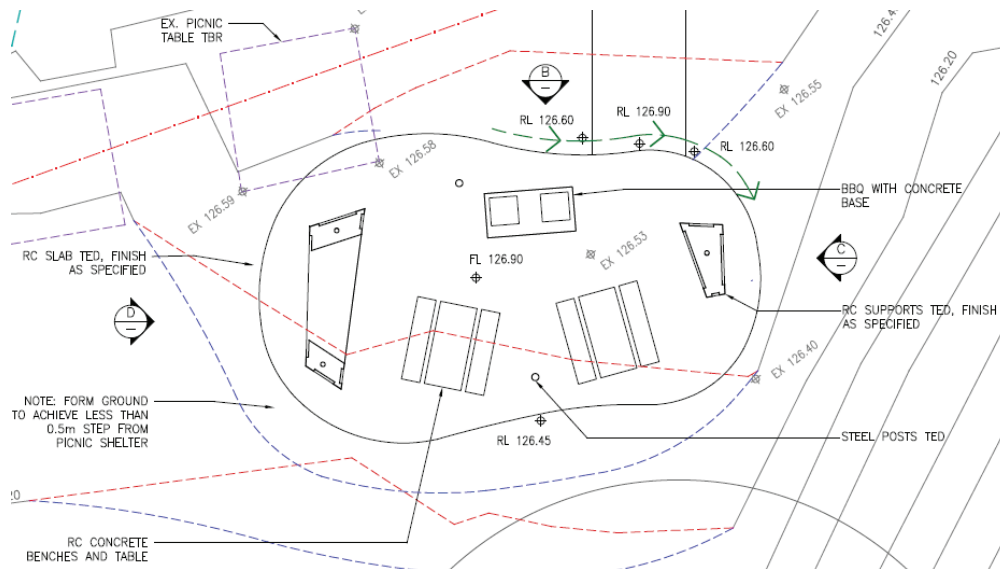 EX. PICNIC
TABLE TBR
B
–
126.4
126.20
RL 126.60
RL 126.90
EX 126.55
RL 126.60
EX 126.58
EX 126.59
BBQ WITH CONCRETE
BASE
RC SLAB TED, FINISH
AS SPECIFIED
EX 126.53
FL 126.90
C
–
D
–
RC SUPPORTS TED, FINISH
AS SPECIFIED
EX 126.40
NOTE: FORM GROUND
TO ACHIEVE LESS THAN
0.5m STEP FROM
PICNIC SHELTER
RL 126.45
STEEL POSTS TED
20
RC CONCRETE
BENCHES AND TABLE